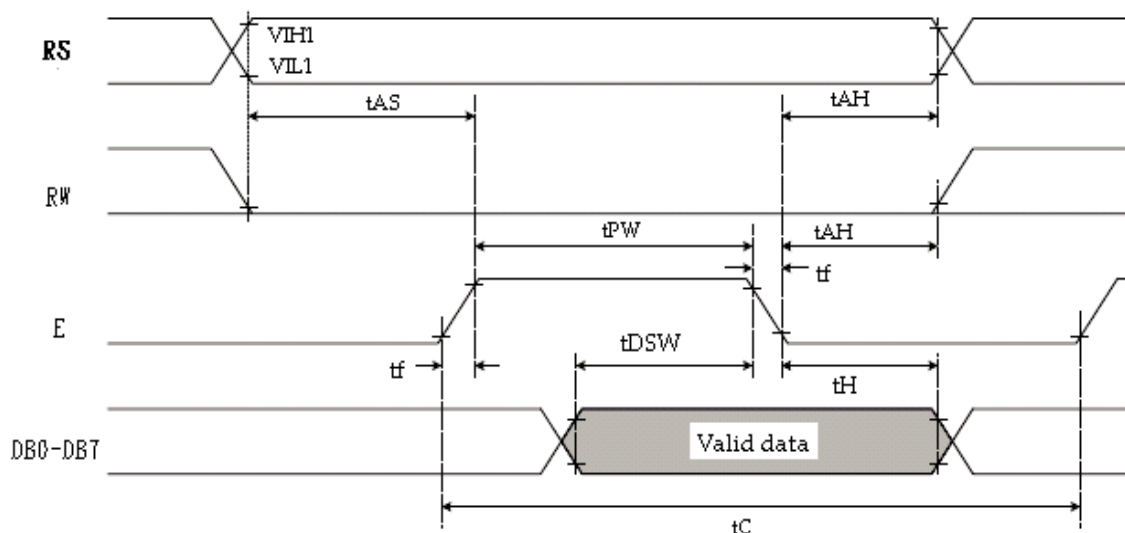 RS
VIH1
VIL1
tAS
tAH
RW
tPW
tAH
tf
E
tDSW
tf
tH
DB0-DB7
Valid data
tC